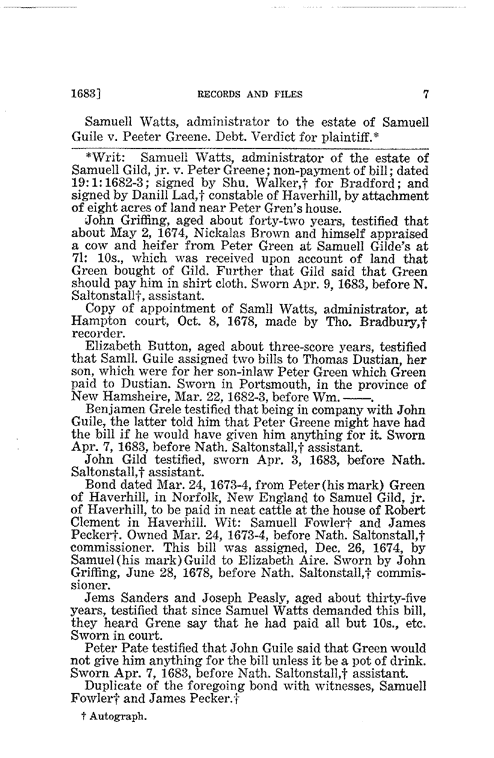 1683] RECORDS AND FILES 7
Samuell Watts, administrator to the estate of Samuell
Guile v. Peeter Greene. Debt. Verdict for plaintiff.*
*Writ: Samuell Watts, administrator of the estate of
Samuell Gild, jr. v. Peter Greene; non-payment of bill; dated
19:1:1682-3; signed by Shu. Walker,† for Bradford; and
signed by Danill Lad,† constable of Haverhill, by attachment
of eight acres of land near Peter Gren's house.
John Griffing, aged about forty-two years, testified that
about May 2, 1674, Nickalas Brown and himself appraised
a cow and heifer from Peter Green at Samuell Gilde's at
7l: 10s., which was received upon account of land that
Green bought of Gild. Further that Gild said that Green
should pay him in shirt cloth. Sworn Apr. 9, 1683, before N.
Saltonstall†, assistant.
Copy of appointment of Samll Watts, administrator, at
Hampton court, Oct. 8, 1678, made by Tho. Bradbury,†
recorder.
Elizabeth Button, aged about three-score years, testified
that Samll. Guile assigned two bills to Thomas Dustian, her
son, which were for her son-inlaw Peter Green which Green
paid to Dustian. Sworn in Portsmouth, in the province of
New Hamsheire, Mar. 22, 1682-3, before Wm. ——.
Benjamen Grele testified that being in company with John
Guile, the latter told him that Peter Greene might have had
the bill if he would have given him anything for it. Sworn
Apr. 7, 1683, before Nath. Saltonstall,† assistant.
John Gild testified, sworn Apr. 3, 1683, before Nath.
Saltonstall,† assistant.
Bond dated Mar. 24, 1673-4, from Peter (his mark) Green
of Haverhill, in Norfolk, New England to Samuel Gild, jr.
of Haverhill, to be paid in neat cattle at the house of Robert
Clement in Haverhill. Wit: Samuell Fowler† and James
Pecker†. Owned Mar. 24, 1673-4, before Nath. Saltonstall,†
commissioner. This bill was assigned, Dec. 26, 1674, by
Samuel (his mark) Guild to Elizabeth Aire. Sworn by John
Griffing, June 28, 1678, before Nath. Saltonstall,† commis-
sioner.
Jems Sanders and Joseph Peasly, aged about thirty-five
years, testified that since Samuel Watts demanded this bill,
they heard Grene say that he had paid all but 10s., etc.
Sworn in court.
Peter Pate testified that John Guile said that Green would
not give him anything for the bill unless it be a pot of drink.
Sworn Apr. 7, 1683, before Nath. Saltonstall,† assistant.
Duplicate of the foregoing bond with witnesses, Samuell
Fowler† and James Pecker.†
† Autograph.